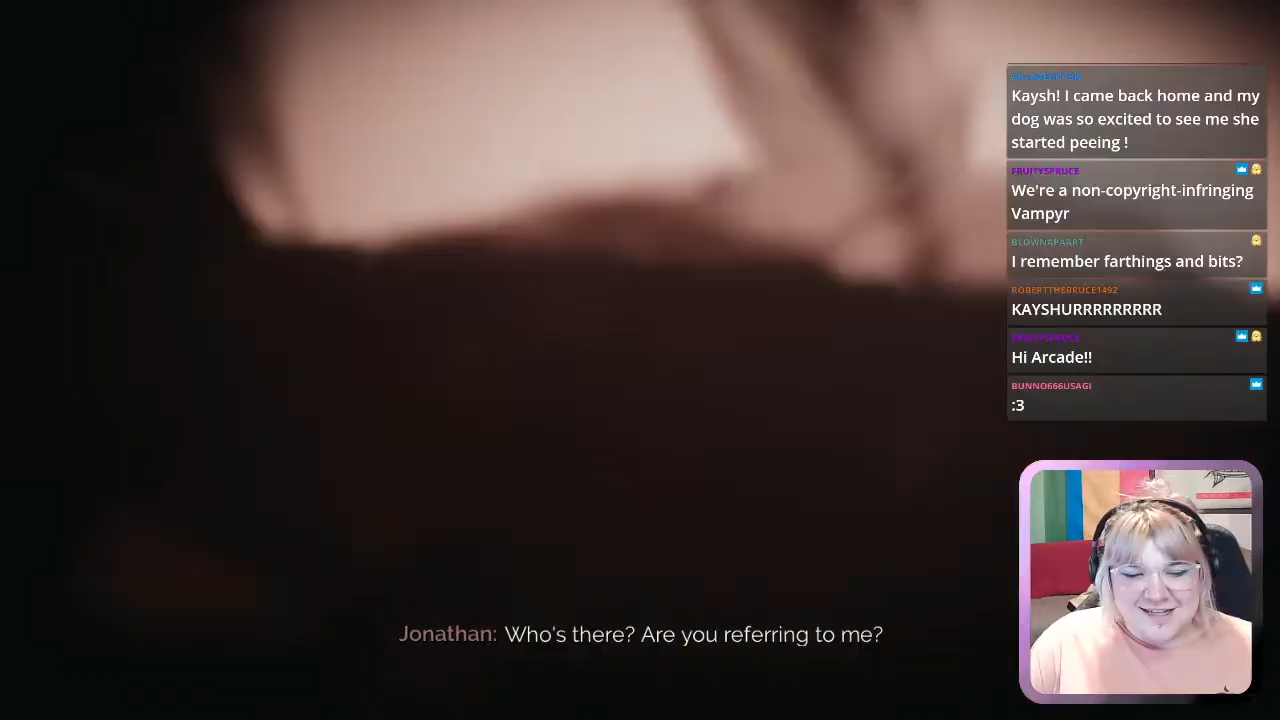 Kaysh! I came back home and my
dog was so excited to see me she
started peeing !
FRUITYSPRUCE
We're a non-copyright-infringing
Vampyr
BLOWNAPAART
I remember farthings and bits?
ROBERTTHEBRUCE1492
KAYSHURRRRRRRRR
FRUITYSPRUCE
Hi Arcade!!
BUNNO666USAGI
:3
Jonathan: Who's there? Are you referring to me?